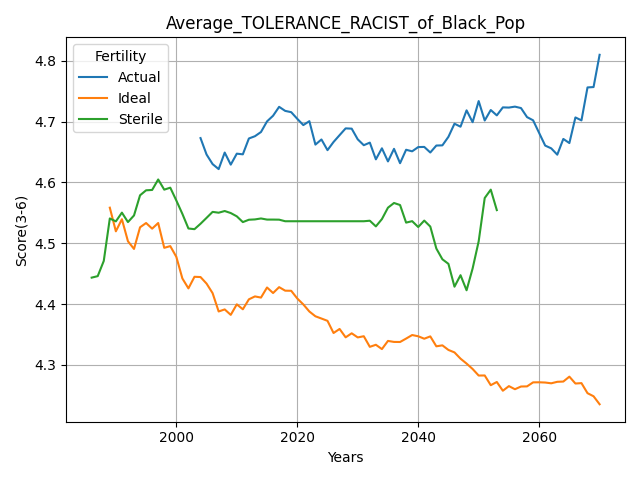 Average_TOLERANCE_RACIST_of_Black_Pop
Fertility
Actual
Ideal
Sterile
Score(3-6)
4.8
4.7
4.6
4.5
4.4
4.3
2000
2020
2040
2060
Years